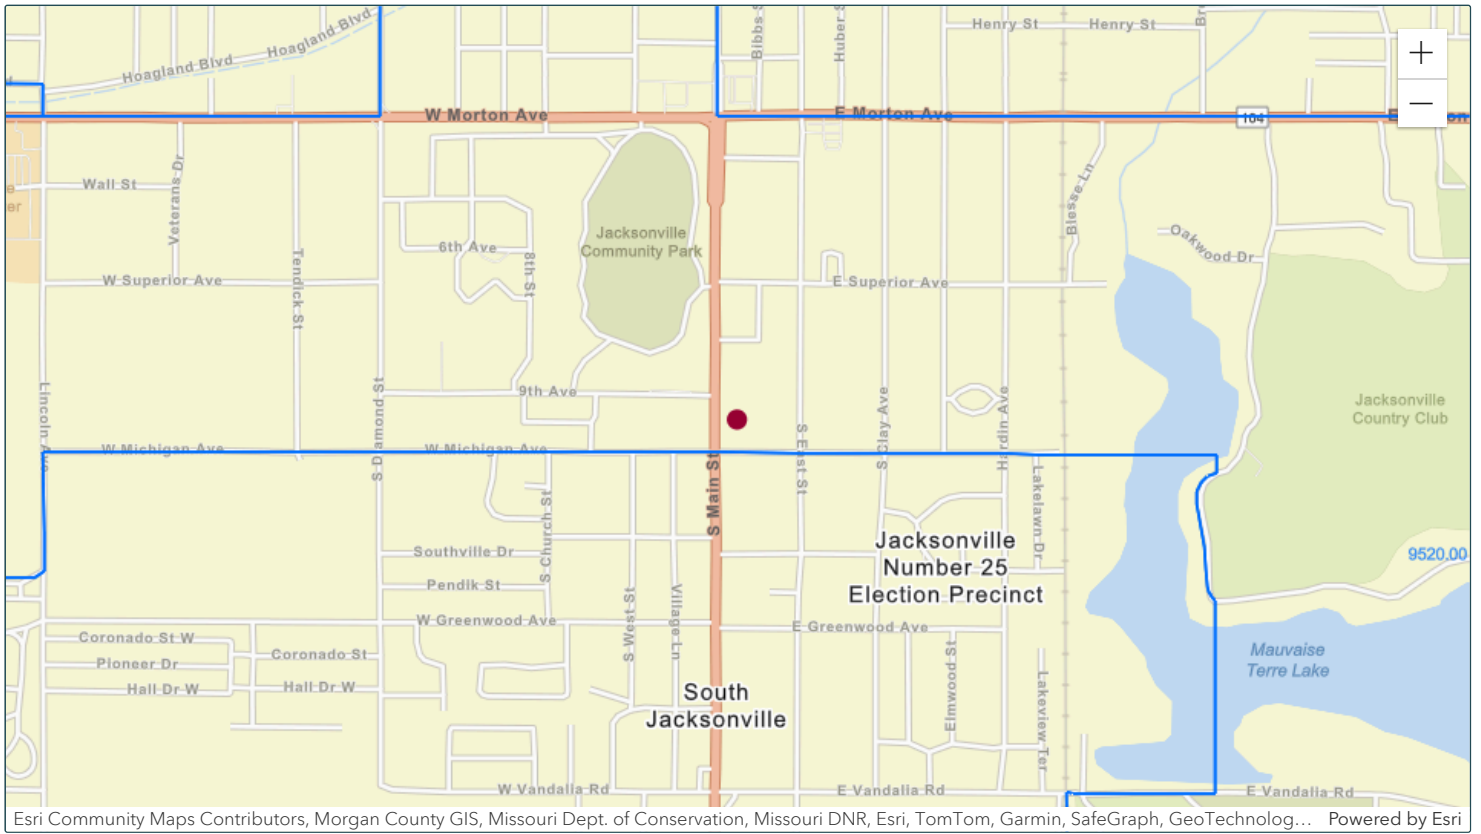 Hoagland Blvd
Hoagland Blvd
Bibbs S
Huber S
Henry St
Henry St
Br
W Morton Ave
E Morton Ave
104
E
on
+
−
Wall St
Veterans Dr
e
er
W Superior Ave
Tendick St
6th Ave
8th St
Jacksonville
Community Park
Blesse Ln
Oakwood Dr
E Superior Ave
Lincoln Ave
S Diamond St
9th Ave
S Clay Ave
Hardin Ave
Jacksonville
Country Club
W Michigan Ave
W Michigan Ave
S East St
S Main St
S Church St
Lakelawn Dr
Southville Dr
Pendik St
Jacksonville
Number 25
Election Precinct
9520.00
W Greenwood Ave
S West St
Village Ln
E Greenwood Ave
Coronado St W
Coronado St
Pioneer Dr
Hall Dr W
Hall Dr W
Elmwood St
Lakeview Ter
Mauvaise
Terre Lake
South
Jacksonville
W Vandalia Rd
E Vandalia Rd
E Vandalia Rd
Esri Community Maps Contributors, Morgan County GIS, Missouri Dept. of Conservation, Missouri DNR, Esri, TomTom, Garmin, SafeGraph, GeoTechnolog... Powered by Esri